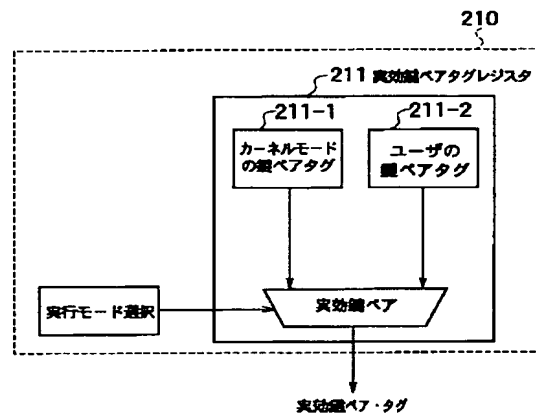 210
211 実効鍵ペアタグレジスタ
211-1
211-2
カーネルモード
の鍵ペアタグ
ユーザの
鍵ペアタグ
実行モード選択
実効鍵ペア
実効鍵ペア・タグ